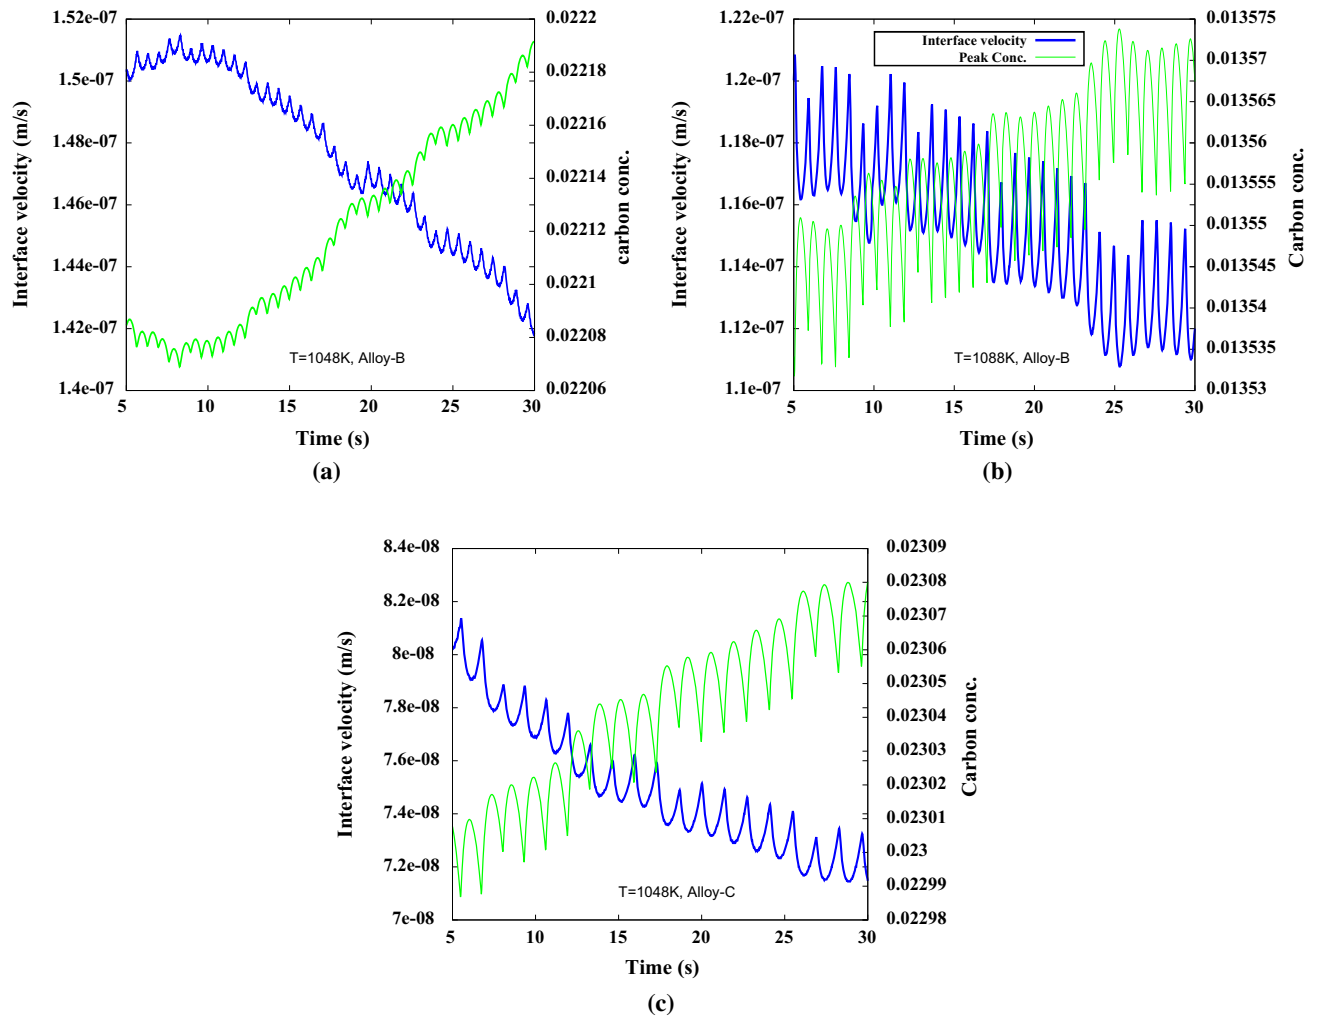 1.52e-07
1.5e-07
1.48e-07
1.46e-07
1.44e-07
1.42e-07
1.4e-07
Interface velocity (m/s)
0.0222
0.02218
0.02216
0.02214
0.02212
0.0221
0.02208
0.02206
carbon conc.
T=1048K, Alloy-B
5 10 15 20 25 30
Time (s)
(a)
1.22e-07
1.2e-07
1.18e-07
1.16e-07
1.14e-07
1.12e-07
1.1e-07
Interface velocity (m/s)
Interface velocity
Peak Conc.
0.013575
0.01357
0.013565
0.01356
0.013555
0.01355
0.013545
0.01354
0.013535
0.01353
Carbon conc.
T=1088K, Alloy-B
5 10 15 20 25 30
Time (s)
(b)
8.4e-08
8.2e-08
8e-08
7.8e-08
7.6e-08
7.4e-08
7.2e-08
7e-08
Interface velocity (m/s)
0.02309
0.02308
0.02307
0.02306
0.02305
0.02304
0.02303
0.02302
0.02301
0.023
0.02299
0.02298
Carbon conc.
T=1048K, Alloy-C
5 10 15 20 25 30
Time (s)
(c)